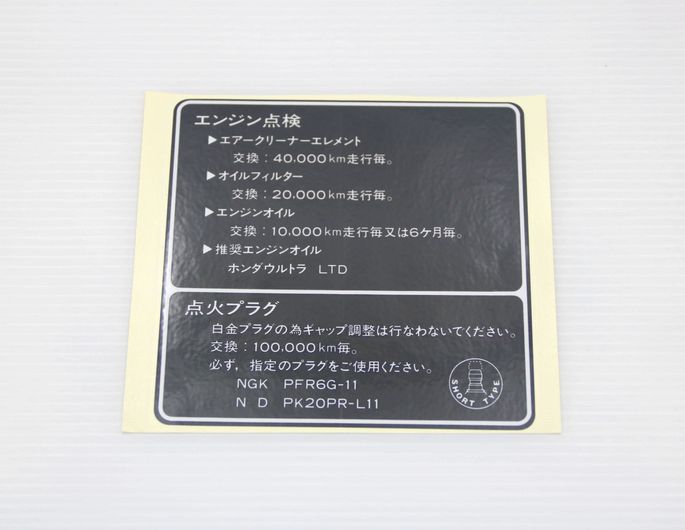 エンジン点検
▶エアークリーナーエレメント
交換：40,000km走行毎。
▶オイルフィルター
交換：20,000km走行毎。
▶エンジンオイル
交換：10,000km走行毎又は6ケ月毎。
▶推奨エンジンオイル
ホンダウルトラ LTD
点火プラグ
白金プラグの為ギャップ調整は行なわないでください。
交換：100,000km毎。
必ず，指定のプラグをご使用ください。
NGK PFR6G-11
N D PK20PR-L11
SHORT TYPE